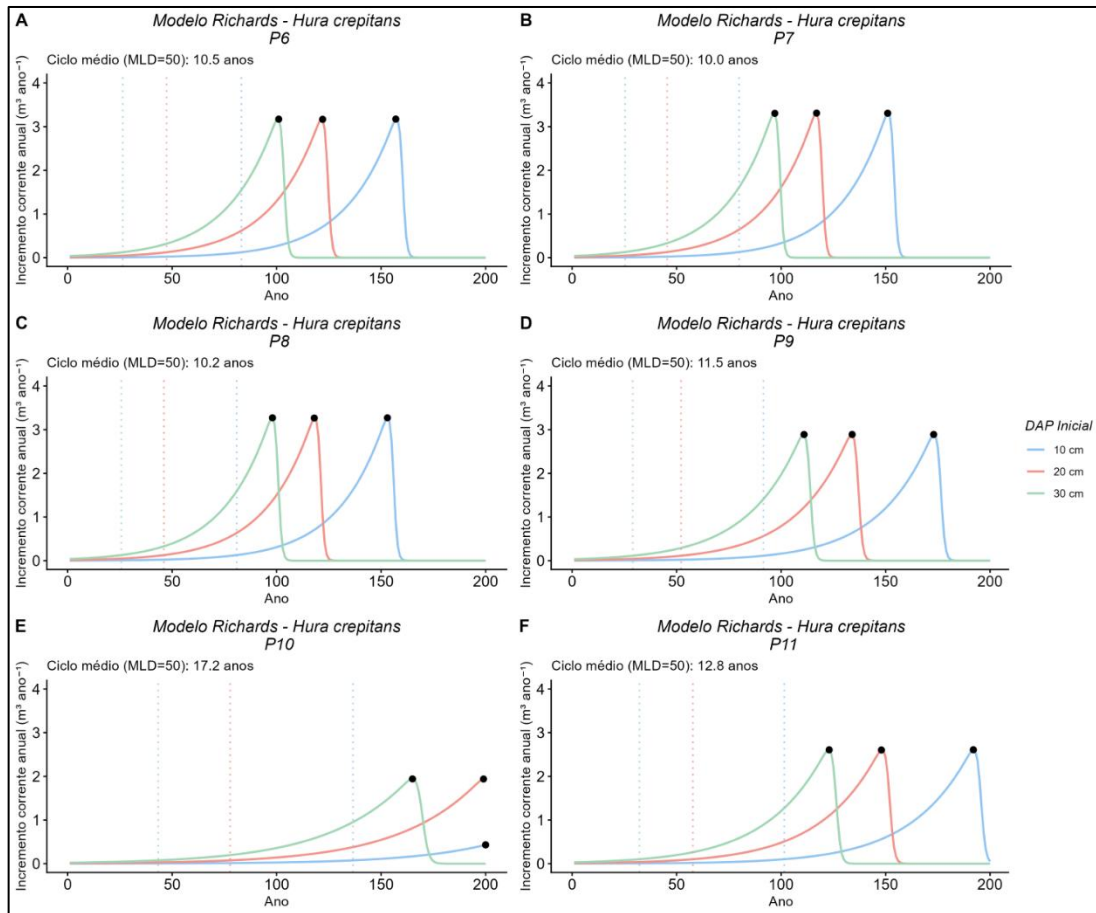 A
Modelo Richards - Hura crepitans
P6
Ciclo médio (MLD=50): 10.5 anos
Incremento corrente anual (m³ ano⁻¹)
4
3
2
1
0
0 50 100 150 200
Ano
B
Modelo Richards - Hura crepitans
P7
Ciclo médio (MLD=50): 10.0 anos
Incremento corrente anual (m³ ano⁻¹)
4
3
2
1
0
0 50 100 150 200
Ano
C
Modelo Richards - Hura crepitans
P8
Ciclo médio (MLD=50): 10.2 anos
Incremento corrente anual (m³ ano⁻¹)
4
3
2
1
0
0 50 100 150 200
Ano
D
Modelo Richards - Hura crepitans
P9
Ciclo médio (MLD=50): 11.5 anos
Incremento corrente anual (m³ ano⁻¹)
4
3
2
1
0
0 50 100 150 200
Ano
DAP Inicial
10 cm
20 cm
30 cm
E
Modelo Richards - Hura crepitans
P10
Ciclo médio (MLD=50): 17.2 anos
Incremento corrente anual (m³ ano⁻¹)
4
3
2
1
0
0 50 100 150 200
Ano
F
Modelo Richards - Hura crepitans
P11
Ciclo médio (MLD=50): 12.8 anos
Incremento corrente anual (m³ ano⁻¹)
4
3
2
1
0
0 50 100 150 200
Ano